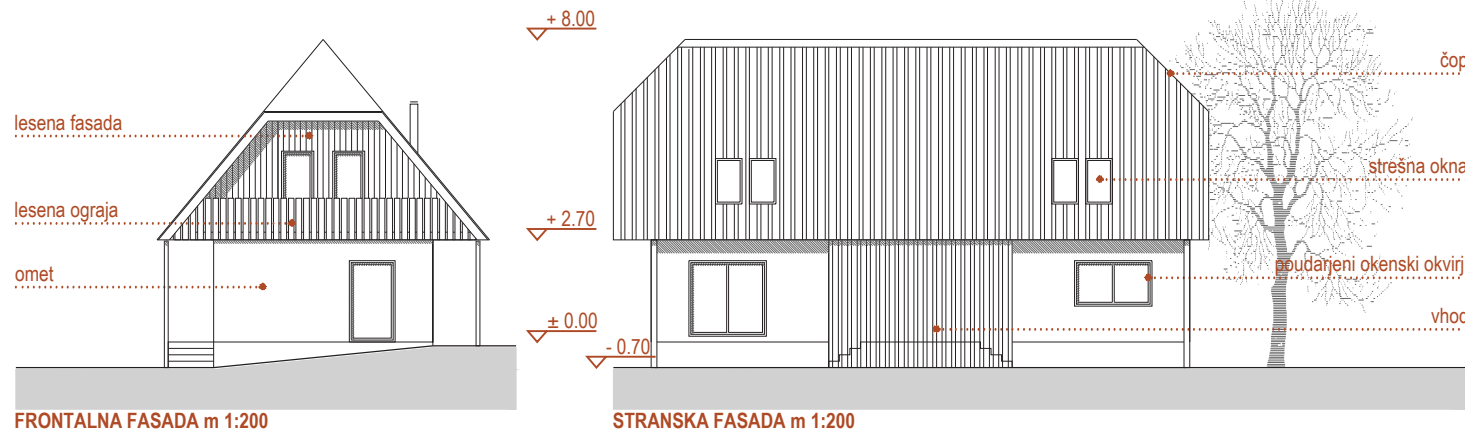 lesena fasada
lesena ograja
omet
FRONTALNA FASADA m 1:200
+ 8.00
+ 2.70
± 0.00
- 0.70
čop
strešna okna
poudarjeni okenski okvirj
vhod
STRANSKA FASADA m 1:200